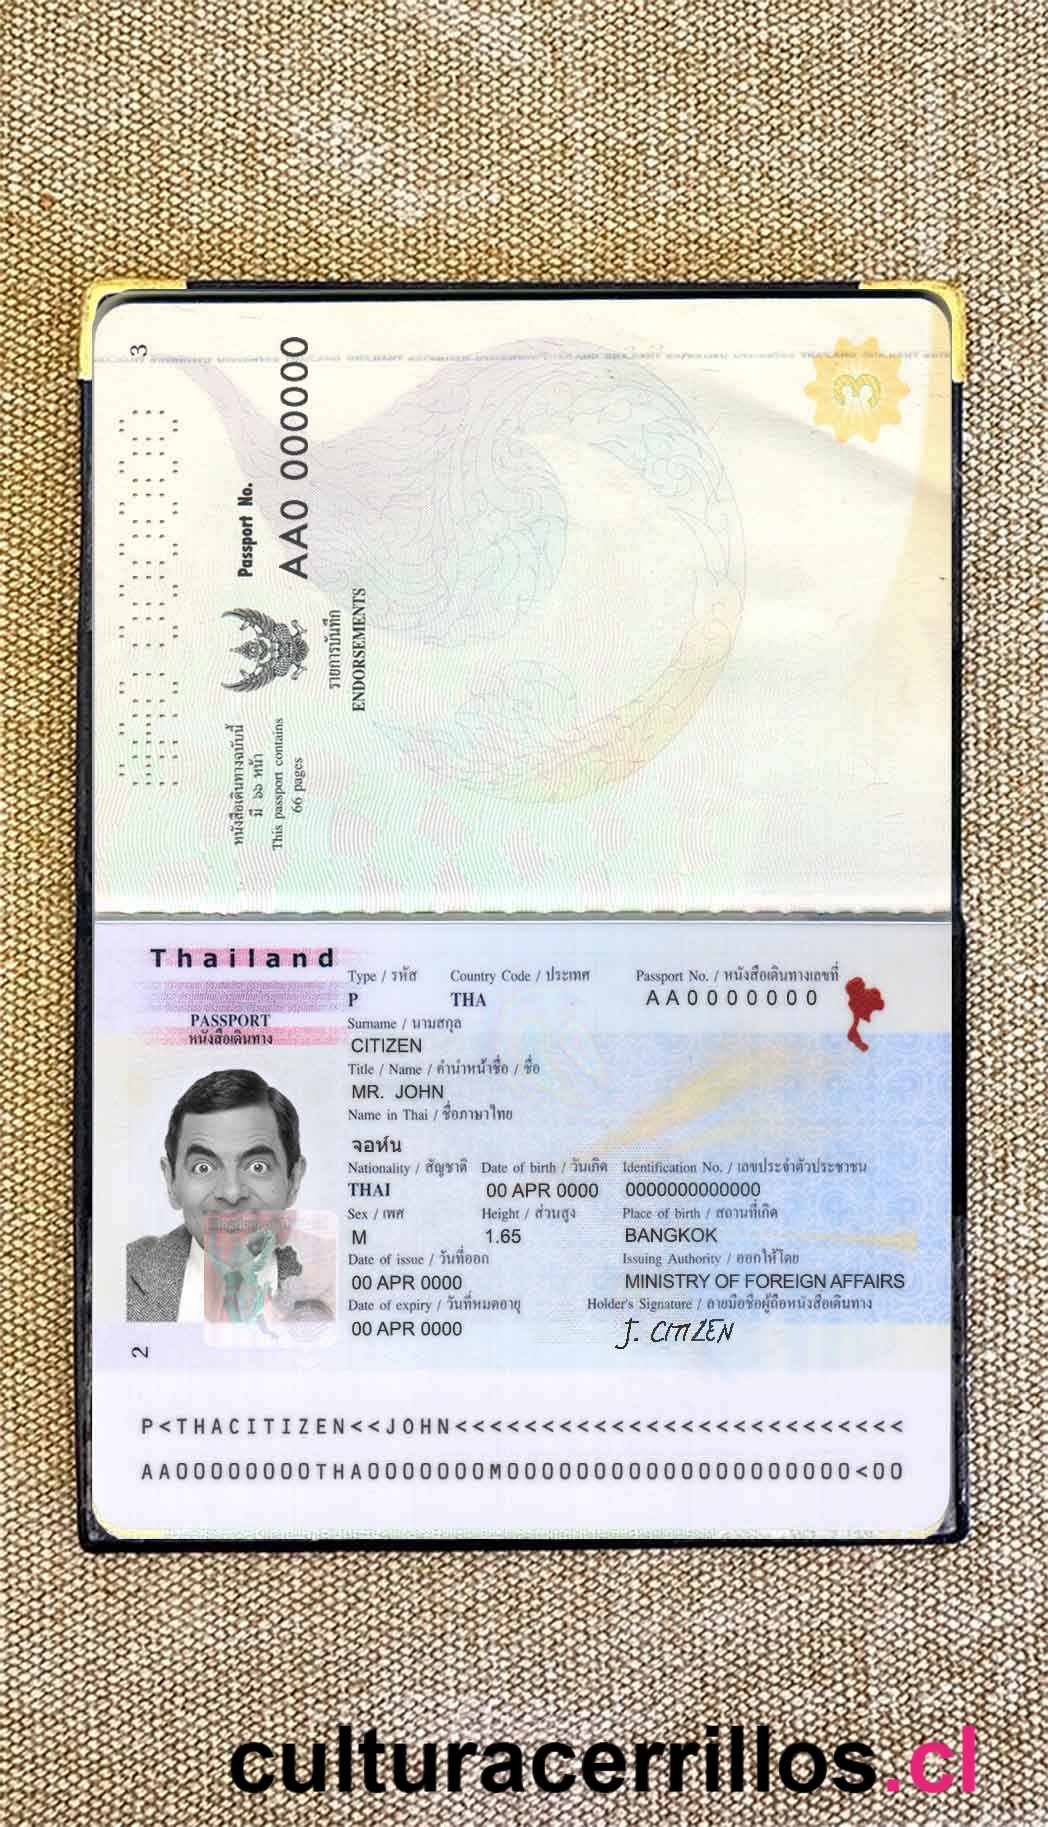 3
Passport No.
AA0 000000
รายการบันทึก
ENDORSEMENTS
หนังสือเดินทางฉบับนี้
มี ๖๖ หน้า
This passport contains
66 pages
๓
Thailand
PASSPORT
หนังสือเดินทาง
Type / รหัส Country Code / ประเทศ Passport No. / หนังสือเดินทางเลขที่
P THA AA0000000
Surname / นามสกุล
CITIZEN
Title / Name / คำนำหน้าชื่อ / ชื่อ
MR. JOHN
Name in Thai / ชื่อภาษาไทย
จอห์น
Nationality / สัญชาติ Date of birth / วันเกิด Identification No. / เลขประจำตัวประชาชน
THAI 00 APR 0000 0000000000000
Sex / เพศ Height / ส่วนสูง Place of birth / สถานที่เกิด
M 1.65 BANGKOK
Date of issue / วันที่ออก Issuing Authority / ออกให้โดย
00 APR 0000 MINISTRY OF FOREIGN AFFAIRS
Date of expiry / วันที่หมดอายุ Holder's Signature / ลายมือชื่อผู้ถือหนังสือเดินทาง
00 APR 0000 J. CITIZEN
2
P<THACITIZEN<<JOHN<<<<<<<<<<<<<<<<<<<<<<<<<<
AA00000000THA0000000M00000000000000000000<00
culturacerrillos.cl